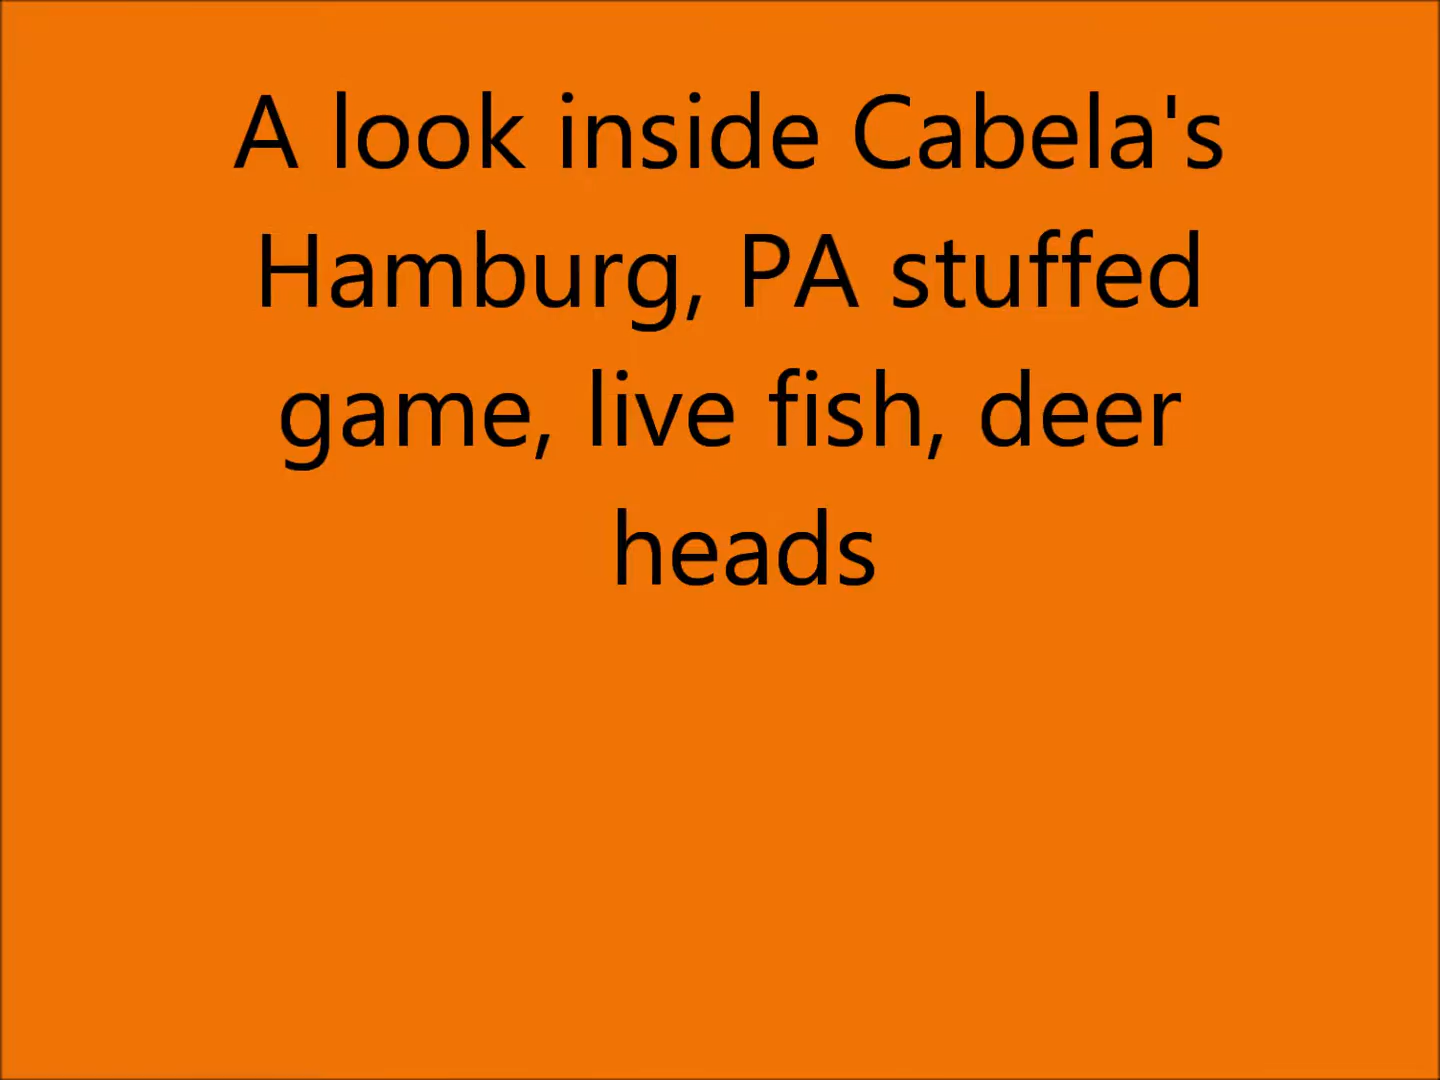 A look inside Cabela's
Hamburg, PA stuffed
game, live fish, deer
heads